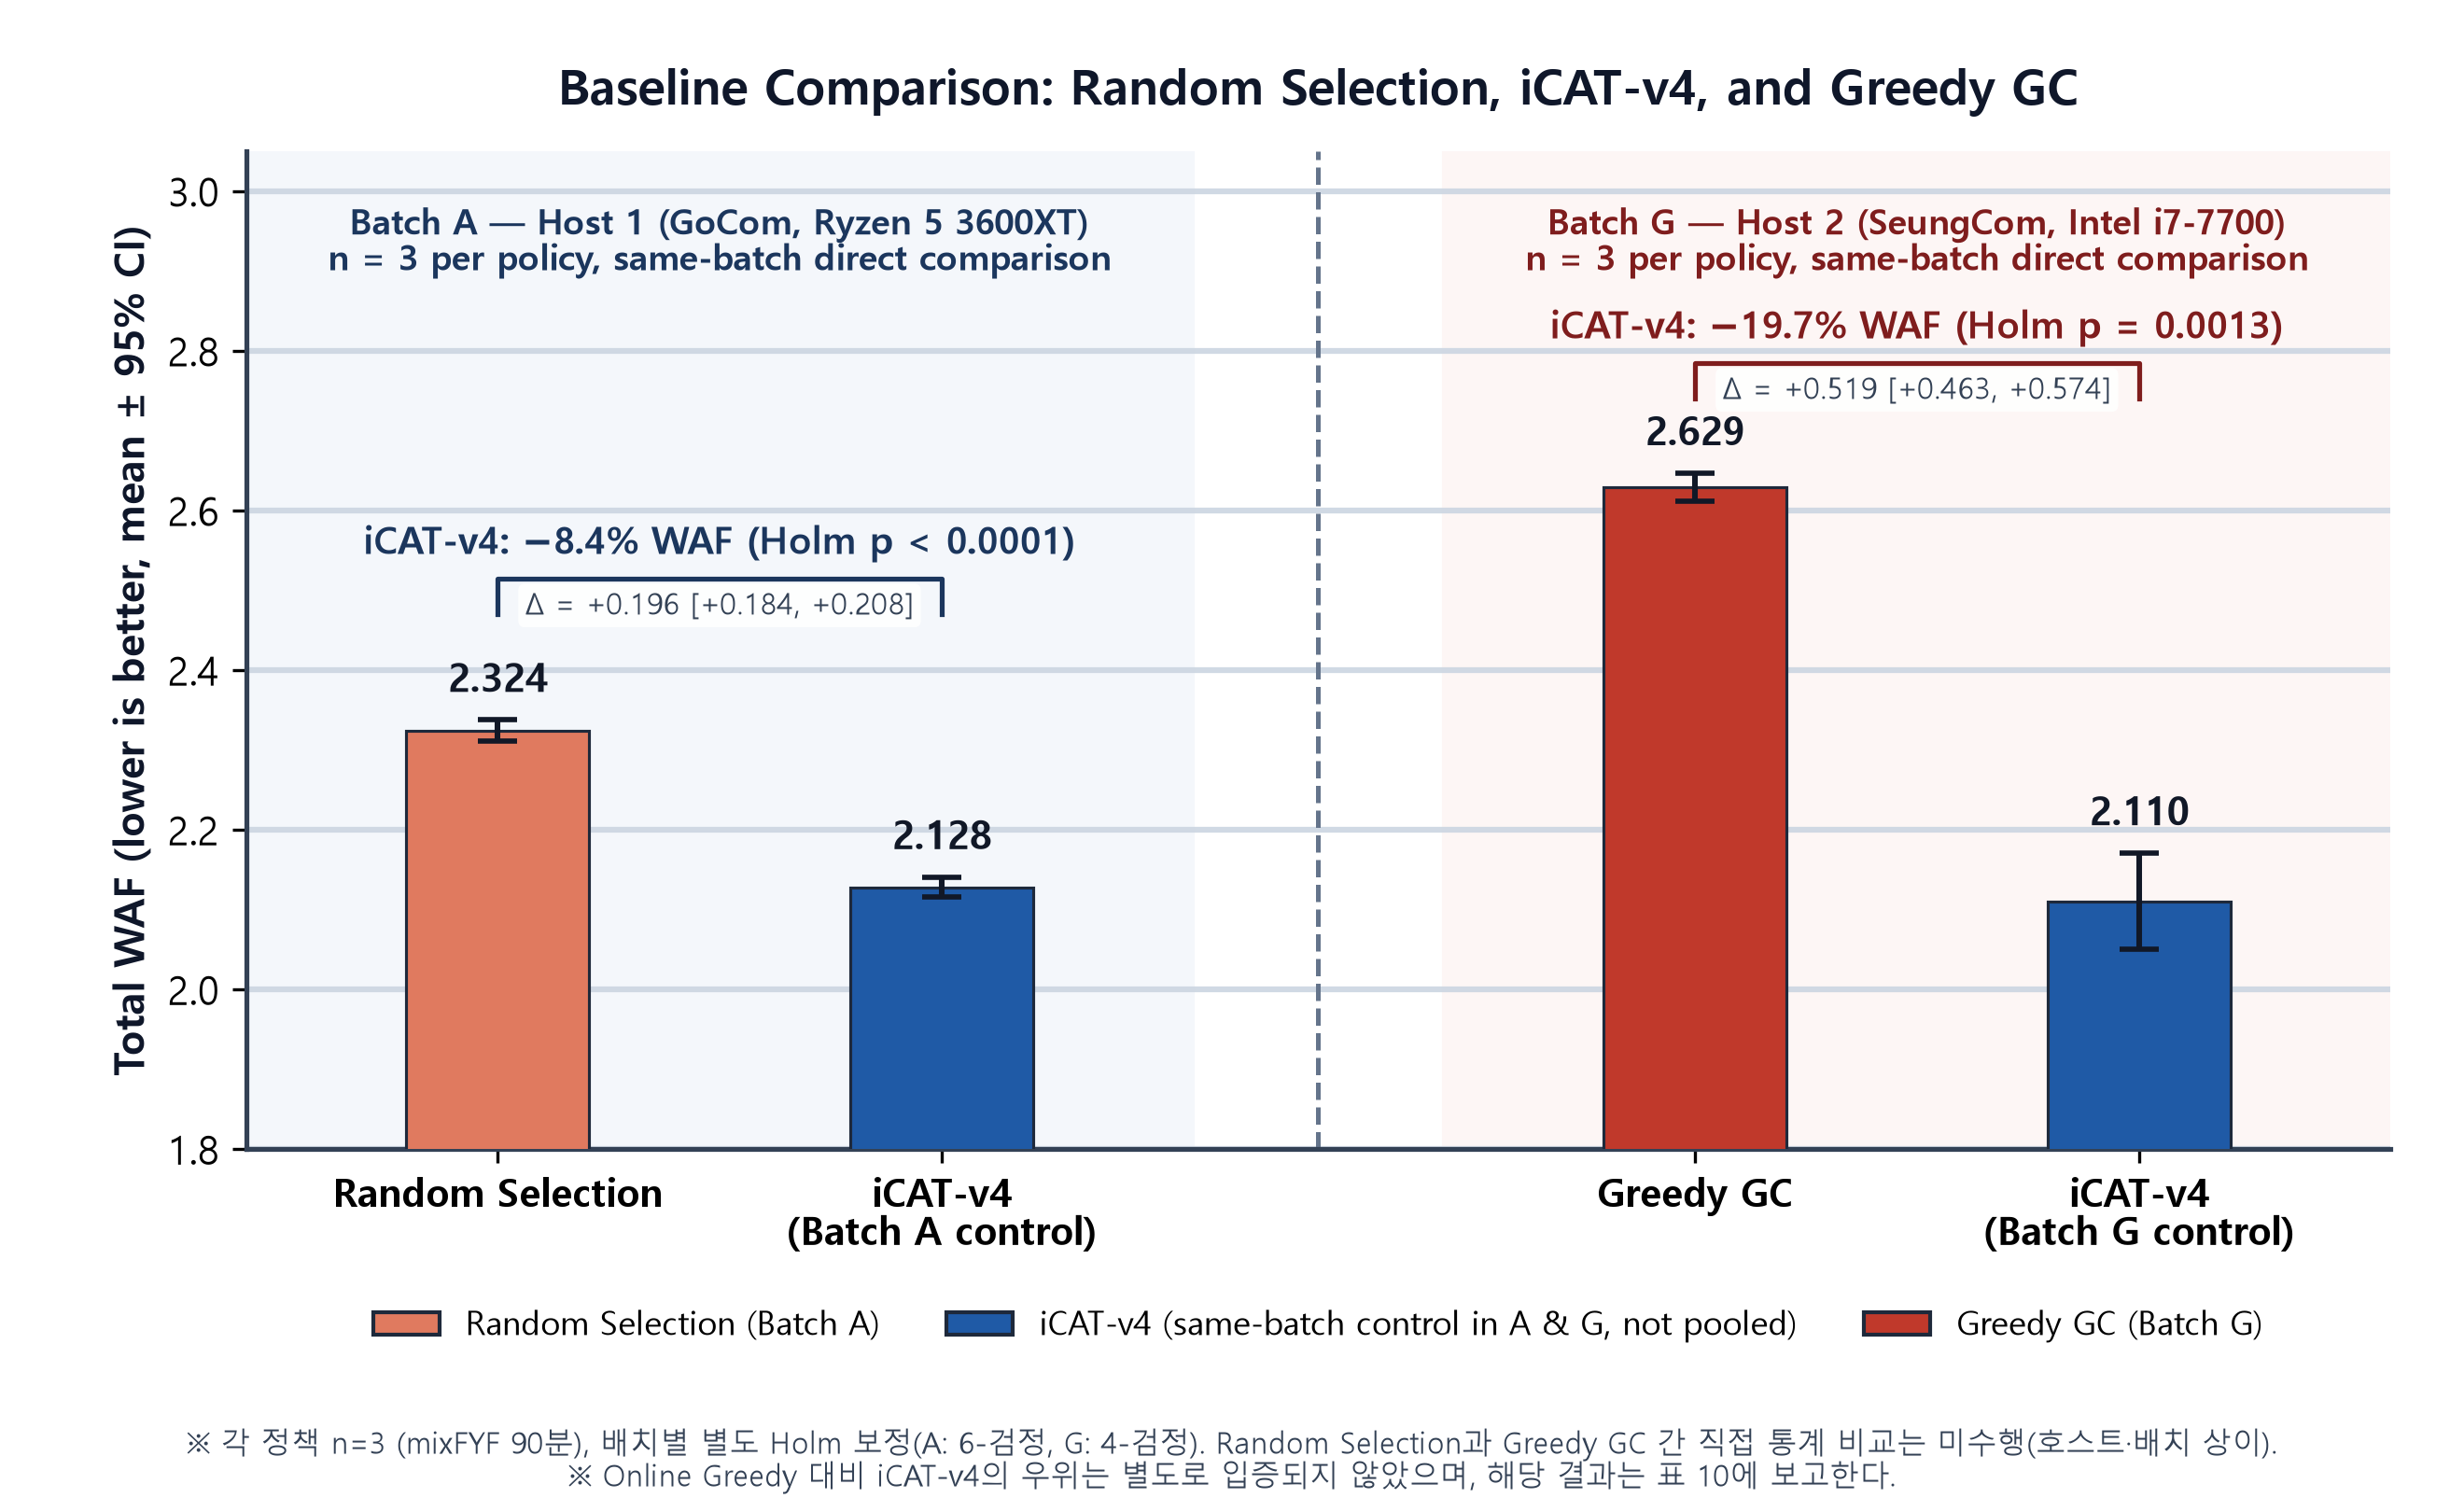 Baseline Comparison: Random Selection, iCAT-v4, and Greedy GC
Total WAF (lower is better, mean ± 95% CI)
3.0
2.8
2.6
2.4
2.2
2.0
1.8
Batch A — Host 1 (GoCom, Ryzen 5 3600XT)
n = 3 per policy, same-batch direct comparison
iCAT-v4: −8.4% WAF (Holm p < 0.0001)
Δ = +0.196 [+0.184, +0.208]
2.324
2.128
Batch G — Host 2 (SeungCom, Intel i7-7700)
n = 3 per policy, same-batch direct comparison
iCAT-v4: −19.7% WAF (Holm p = 0.0013)
Δ = +0.519 [+0.463, +0.574]
2.629
2.110
Random Selection
iCAT-v4
(Batch A control)
Greedy GC
iCAT-v4
(Batch G control)
Random Selection (Batch A)
iCAT-v4 (same-batch control in A & G, not pooled)
Greedy GC (Batch G)
※ 각 정책 n=3 (mixFYF 90분), 배치별 별도 Holm 보정(A: 6-검정, G: 4-검정). Random Selection과 Greedy GC 간 직접 통계 비교는 미수행(호스트·배치 상이).
※ Online Greedy 대비 iCAT-v4의 우위는 별도로 입증되지 않았으며, 해당 결과는 표 10에 보고한다.